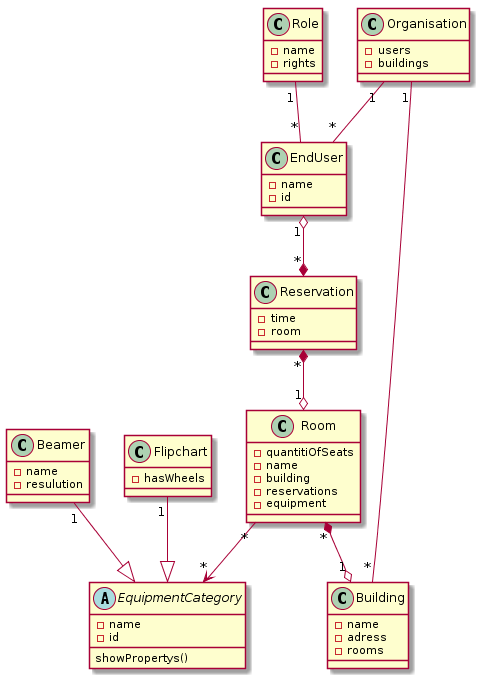 C Role
name
rights
C Organisation
users
buildings
1
1
1
*
*
C EndUser
name
id
1
*
C Reservation
time
room
*
1
C Room
quantitiOfSeats
name
building
reservations
equipment
C Beamer
name
resulution
C Flipchart
hasWheels
1
1
*
*
*
1
*
A EquipmentCategory
name
id
showPropertys()
C Building
name
adress
rooms